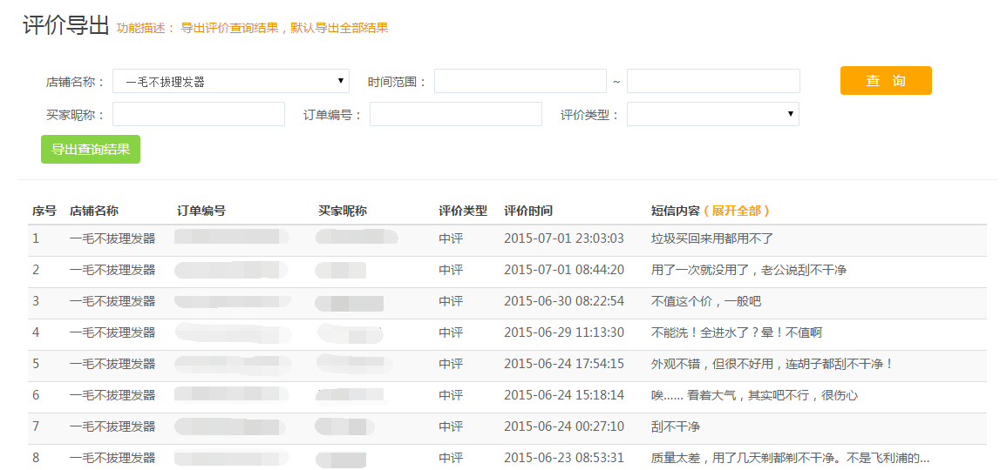 评价导出 功能描述： 导出评价查询结果，默认导出全部结果
店铺名称： 一毛不拔理发器 时间范围： ~ 查 询
买家昵称： 订单编号： 评价类型：
导出查询结果
序号 店铺名称 订单编号 买家昵称 评价类型 评价时间 短信内容（展开全部）
1 一毛不拔理发器 中评 2015-07-01 23:03:03 垃圾买回来用都用不了
2 一毛不拔理发器 中评 2015-07-01 08:44:20 用了一次就没用了，老公说刮不干净
3 一毛不拔理发器 中评 2015-06-30 08:22:54 不值这个价，一般吧
4 一毛不拔理发器 中评 2015-06-29 11:13:30 不能洗！全进水了？晕！不值啊
5 一毛不拔理发器 中评 2015-06-24 17:54:15 外观不错，但很不好用，连胡子都刮不干净！
6 一毛不拔理发器 中评 2015-06-24 15:18:14 唉...... 看着大气，其实吧不行，很伤心
7 一毛不拔理发器 中评 2015-06-24 00:27:10 刮不干净
8 一毛不拔理发器 中评 2015-06-23 08:53:31 质量太差，用了几天剃都剃不干净。不是飞利浦的...